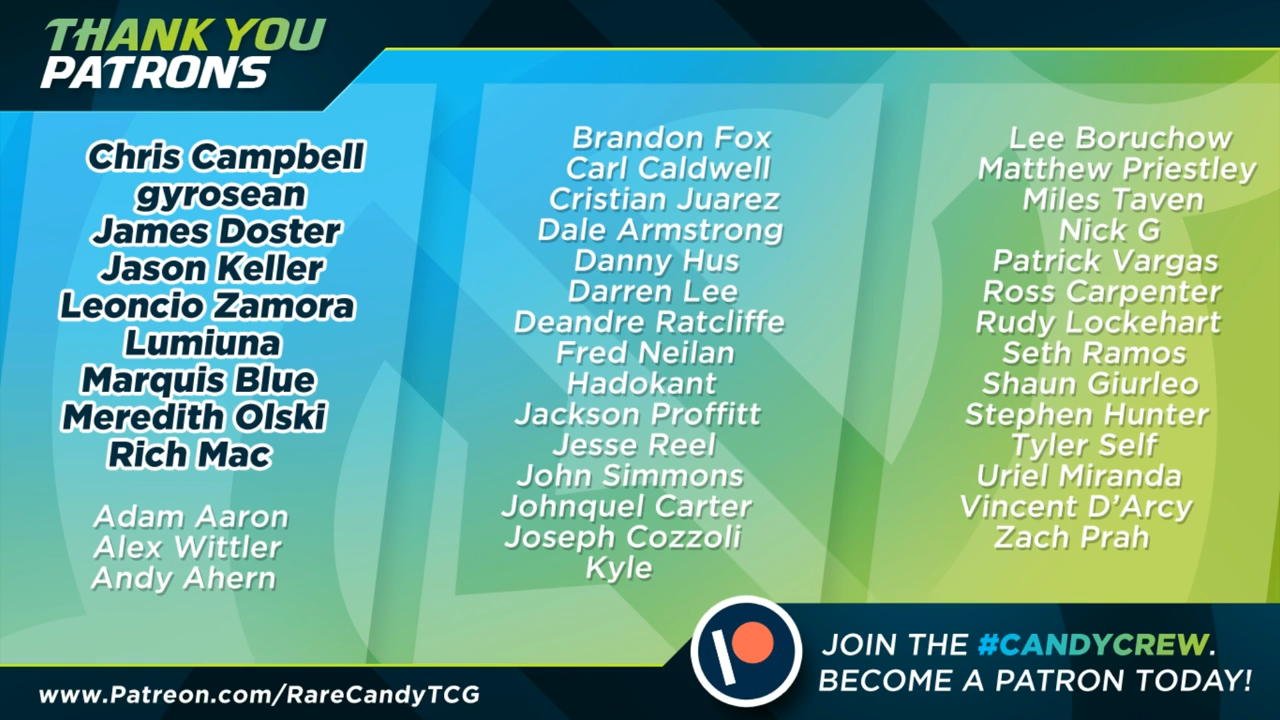 THANK YOU
PATRONS
Chris Campbell
gyrosean
James Doster
Jason Keller
Leoncio Zamora
Lumiuna
Marquis Blue
Meredith Olski
Rich Mac
Adam Aaron
Alex Wittler
Andy Ahern
Brandon Fox
Carl Caldwell
Cristian Juarez
Dale Armstrong
Danny Hus
Darren Lee
Deandre Ratcliffe
Fred Neilan
Hadokant
Jackson Proffitt
Jesse Reel
John Simmons
Johnquel Carter
Joseph Cozzoli
Kyle
Lee Boruchow
Matthew Priestley
Miles Taven
Nick G
Patrick Vargas
Ross Carpenter
Rudy Lockehart
Seth Ramos
Shaun Giurleo
Stephen Hunter
Tyler Self
Uriel Miranda
Vincent D’Arcy
Zach Prah
www.Patreon.com/RareCandyTCG
JOIN THE #CANDYCREW.
BECOME A PATRON TODAY!